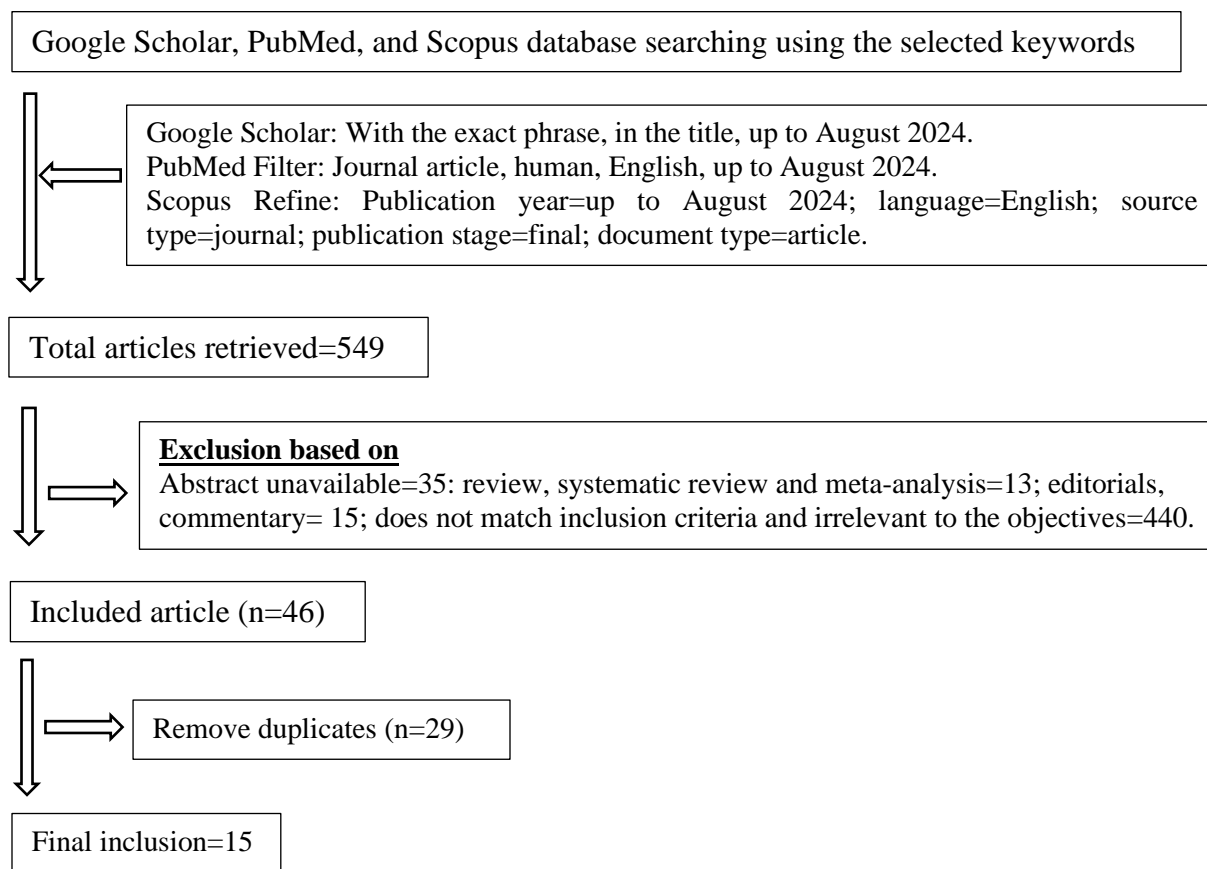 Google Scholar, PubMed, and Scopus database searching using the selected keywords
Google Scholar: With the exact phrase, in the title, up to August 2024.
PubMed Filter: Journal article, human, English, up to August 2024.
Scopus Refine: Publication year=up to August 2024; language=English; source
type=journal; publication stage=final; document type=article.
Total articles retrieved=549
Exclusion based on
Abstract unavailable=35: review, systematic review and meta-analysis=13; editorials,
commentary= 15; does not match inclusion criteria and irrelevant to the objectives=440.
Included article (n=46)
Remove duplicates (n=29)
Final inclusion=15